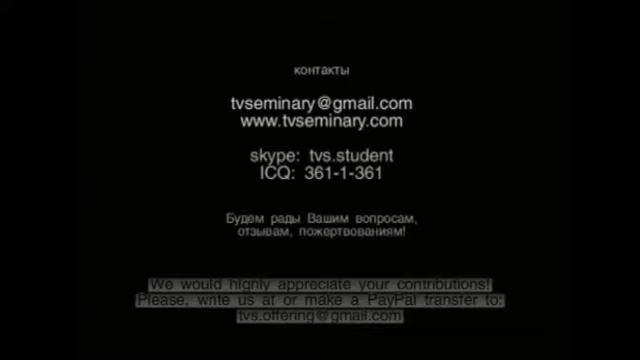 контакты
tvseminary@gmail.com
www.tvseminary.com
skype: tvs.student
ICQ: 361-1-361
Будем рады Вашим вопросам,
отзывам, пожертвованиям!
We would highly appreciate your contributions!
Please, write us at or make a PayPal transfer to:
tvs.offering@gmail.com